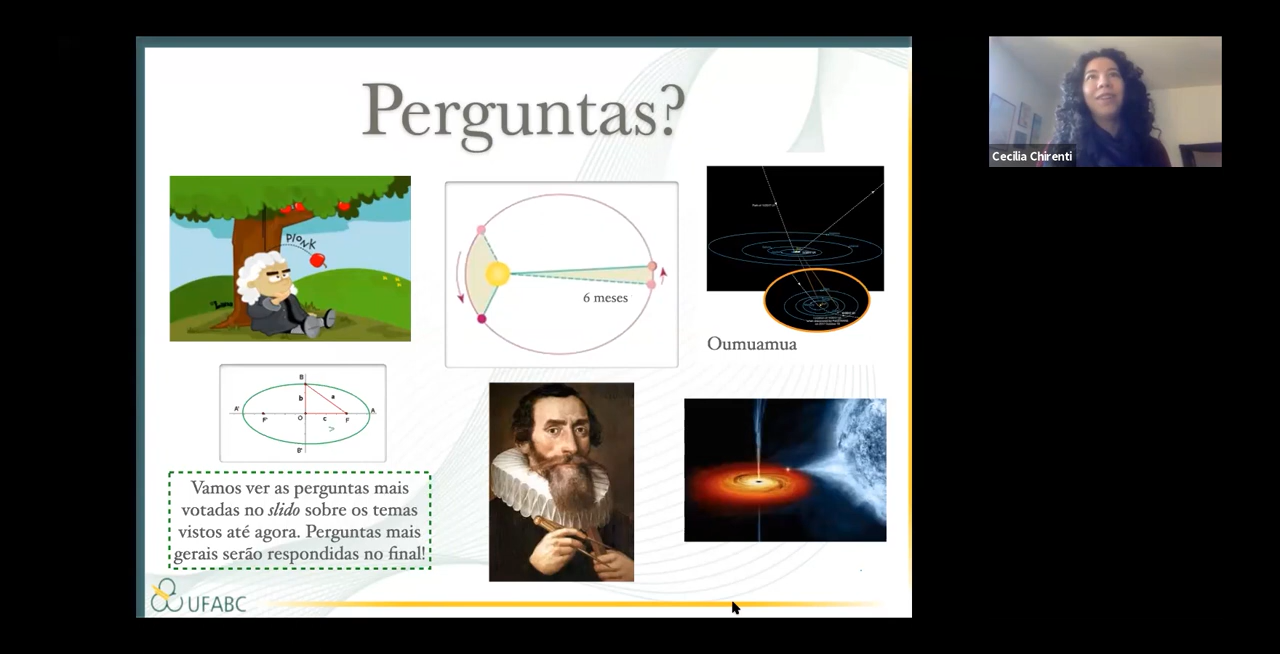 Perguntas?
Cecilia Chirenti
PLONK
6 meses
Oumuamua
B
b
a
A'
F'
O
c
F
A
B'
Vamos ver as perguntas mais
votadas no slido sobre os temas
vistos até agora. Perguntas mais
gerais serão respondidas no final!
UFABC